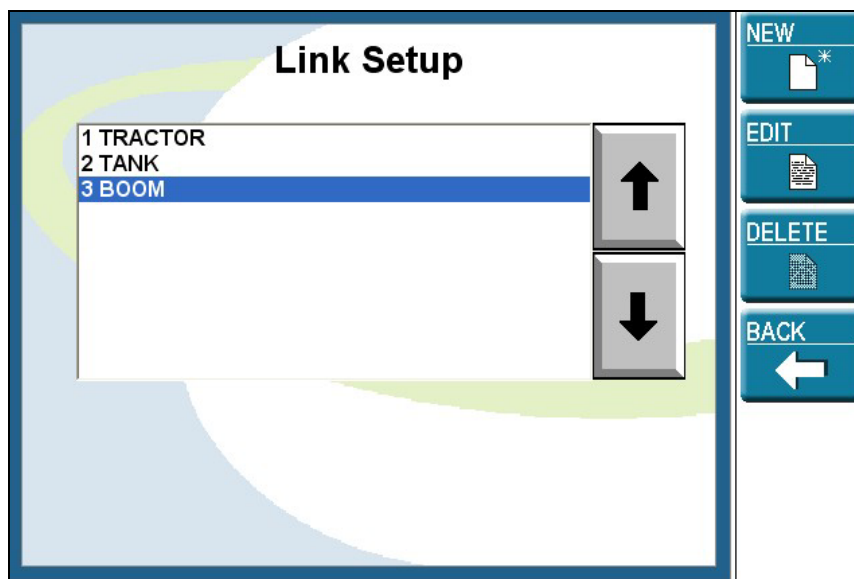 Link Setup
1 TRACTOR
2 TANK
3 BOOM
NEW
EDIT
DELETE
BACK